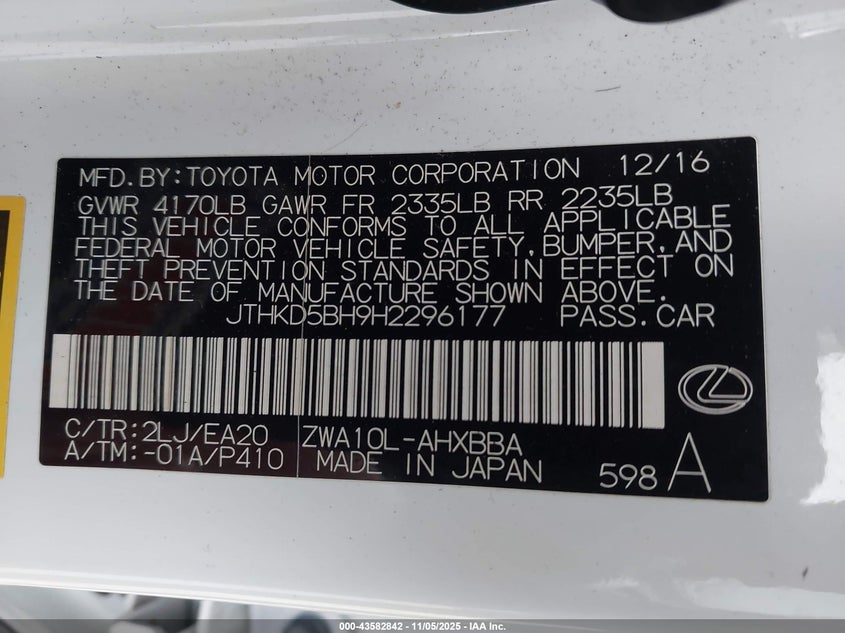 MFD.BY:TOYOTA MOTOR CORPORATION 12/16
GVWR 4170LB GAWR FR 2335LB RR 2235LB
THIS VEHICLE CONFORMS TO ALL APPLICABLE
FEDERAL MOTOR VEHICLE SAFETY,BUMPER,AND
THEFT PREVENTION STANDARDS IN EFFECT ON
THE DATE OF MANUFACTURE SHOWN ABOVE.
JTHKD5BH9H2296177 PASS.CAR
C/TR:2LJ/EA20 ZWA10L-AHXBBA
A/TM:-01A/P410 MADE IN JAPAN 598 A
000-43582842 - 11/05/2025 - IAA Inc.